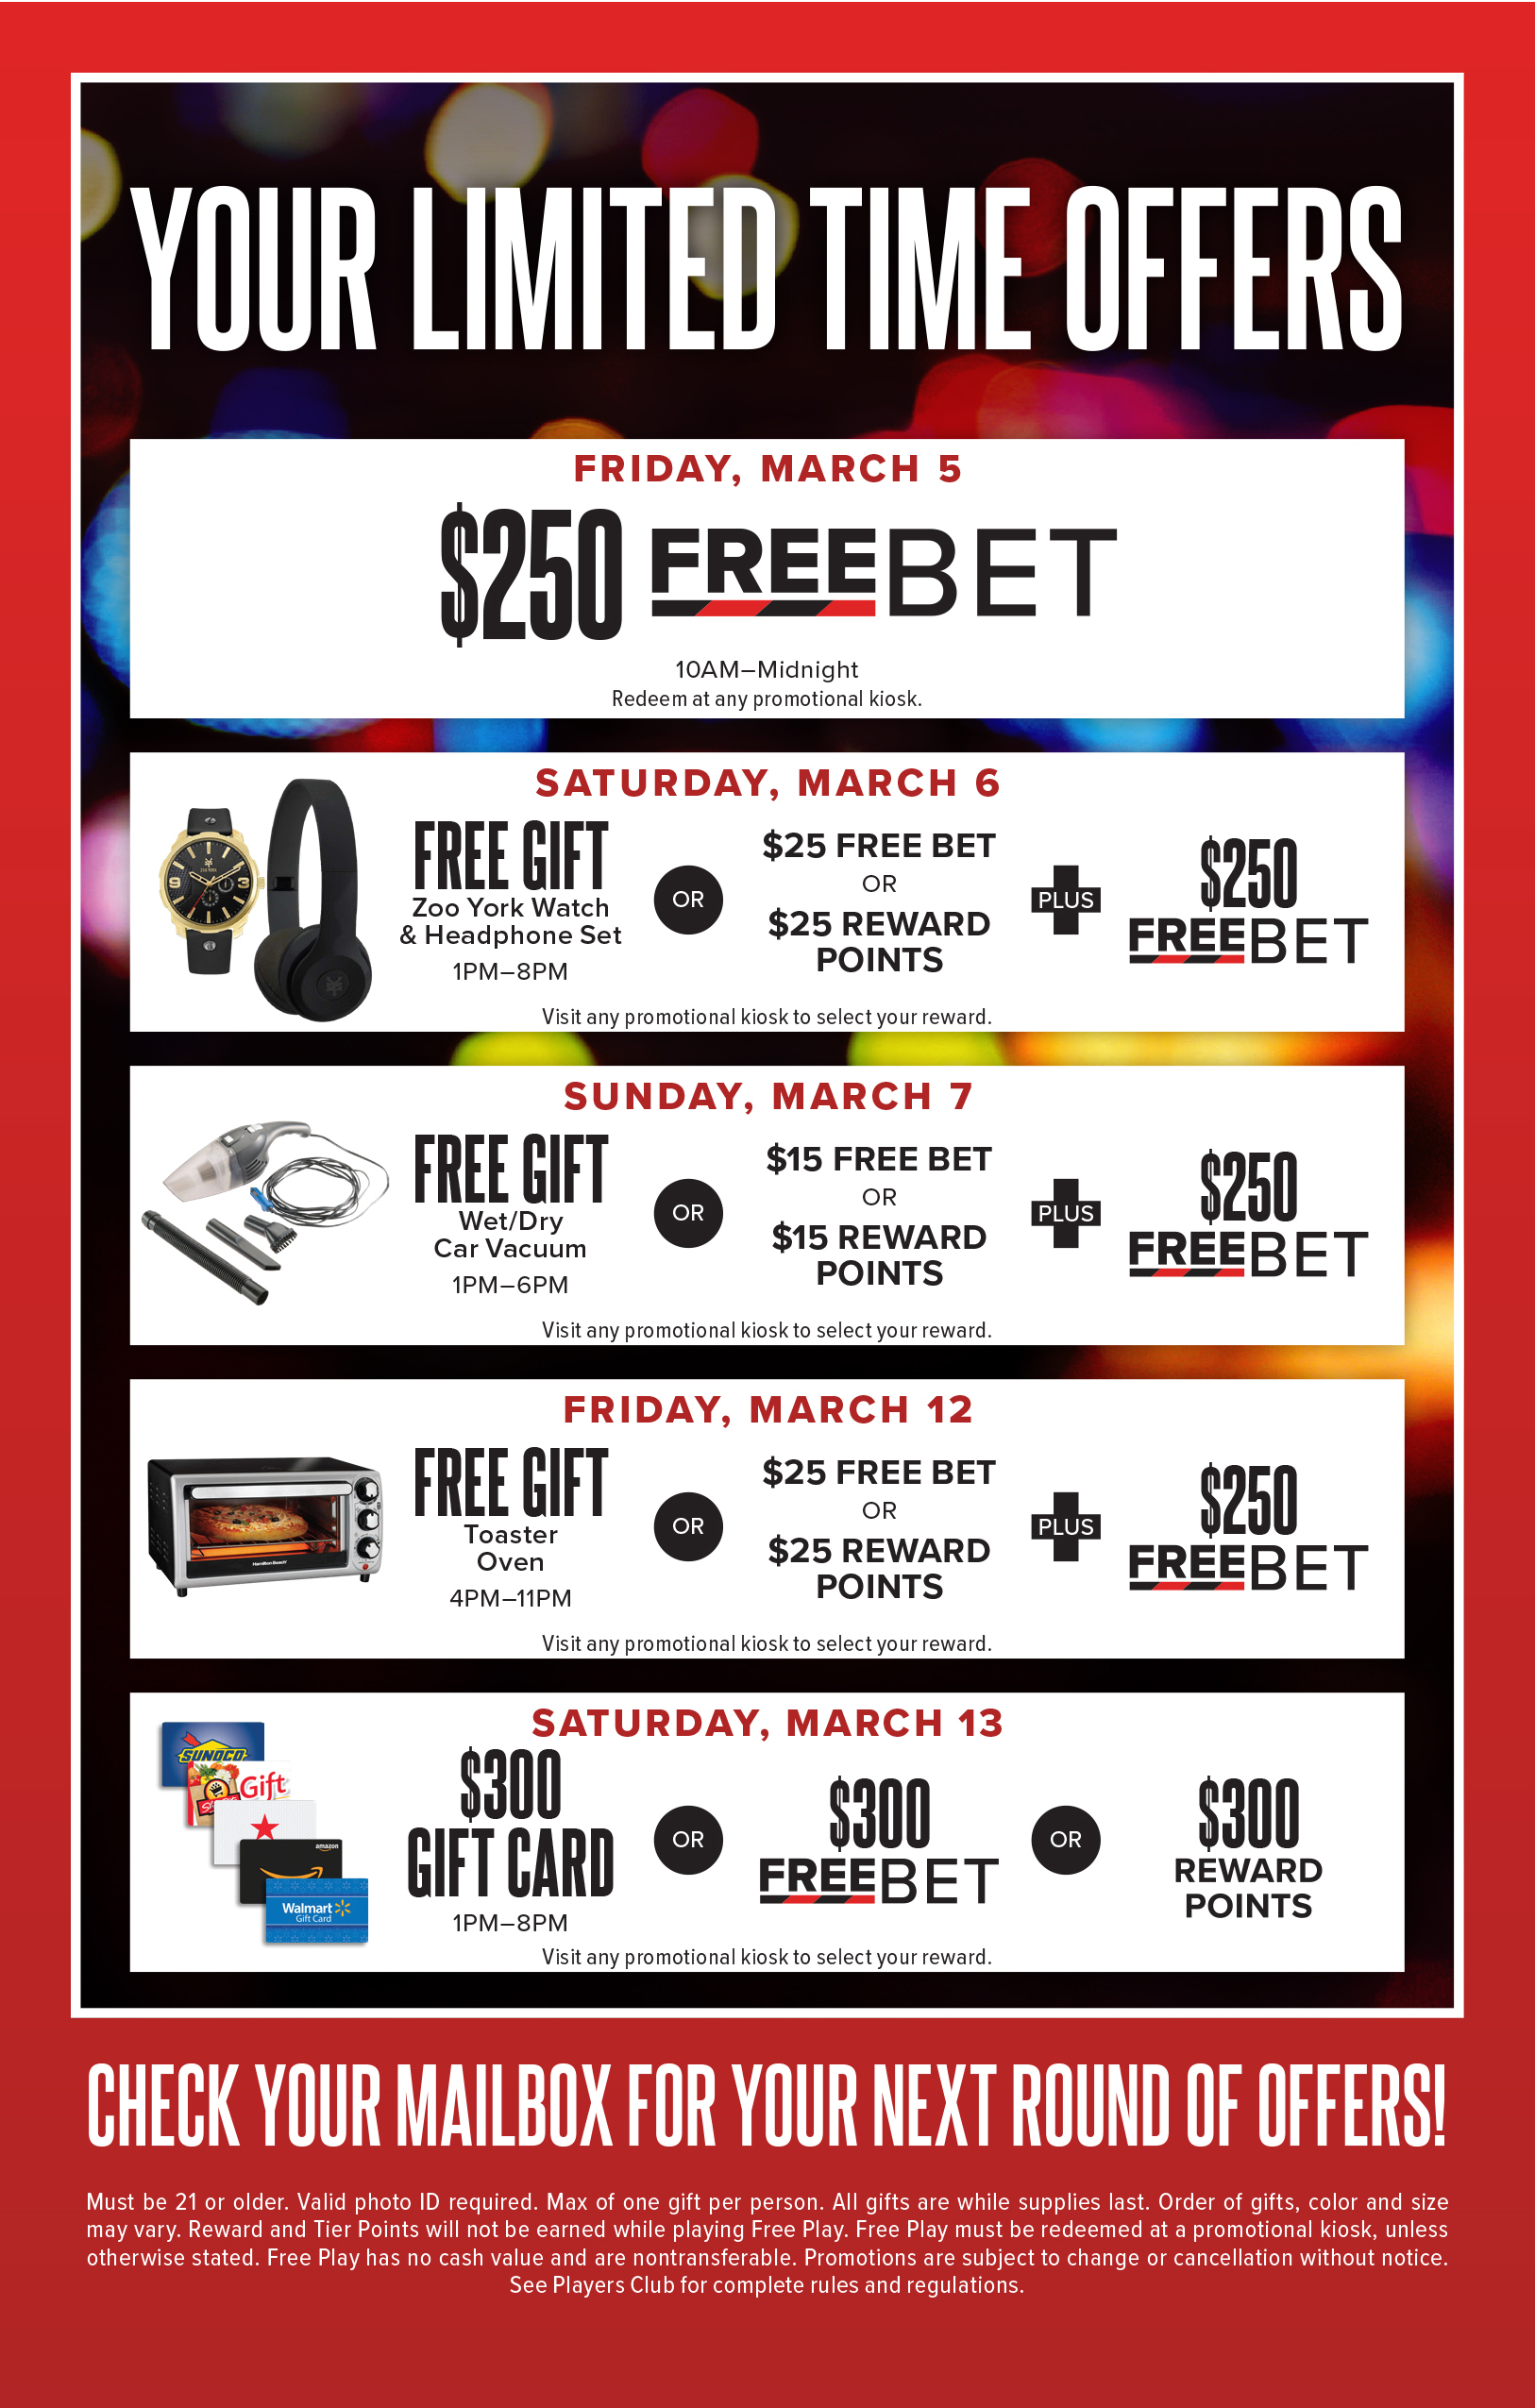 YOUR LIMITED TIME OFFERS
FRIDAY, MARCH 5
$250 FREEBET
10AM–Midnight
Redeem at any promotional kiosk.
SATURDAY, MARCH 6
FREE GIFT
Zoo York Watch
& Headphone Set
1PM–8PM
OR
$25 FREE BET
OR
$25 REWARD
POINTS
PLUS
$250
FREEBET
Visit any promotional kiosk to select your reward.
SUNDAY, MARCH 7
FREE GIFT
Wet/Dry
Car Vacuum
1PM–6PM
OR
$15 FREE BET
OR
$15 REWARD
POINTS
PLUS
$250
FREEBET
Visit any promotional kiosk to select your reward.
FRIDAY, MARCH 12
Hamilton Beach
FREE GIFT
Toaster
Oven
4PM–11PM
OR
$25 FREE BET
OR
$25 REWARD
POINTS
PLUS
$250
FREEBET
Visit any promotional kiosk to select your reward.
SATURDAY, MARCH 13
SUNOCO
Gift
amazon
Walmart
Gift Card
$300
GIFT CARD
1PM–8PM
OR
$300
FREEBET
OR
$300
REWARD
POINTS
Visit any promotional kiosk to select your reward.
CHECK YOUR MAILBOX FOR YOUR NEXT ROUND OF OFFERS!
Must be 21 or older. Valid photo ID required. Max of one gift per person. All gifts are while supplies last. Order of gifts, color and size
may vary. Reward and Tier Points will not be earned while playing Free Play. Free Play must be redeemed at a promotional kiosk, unless
otherwise stated. Free Play has no cash value and are nontransferable. Promotions are subject to change or cancellation without notice.
See Players Club for complete rules and regulations.